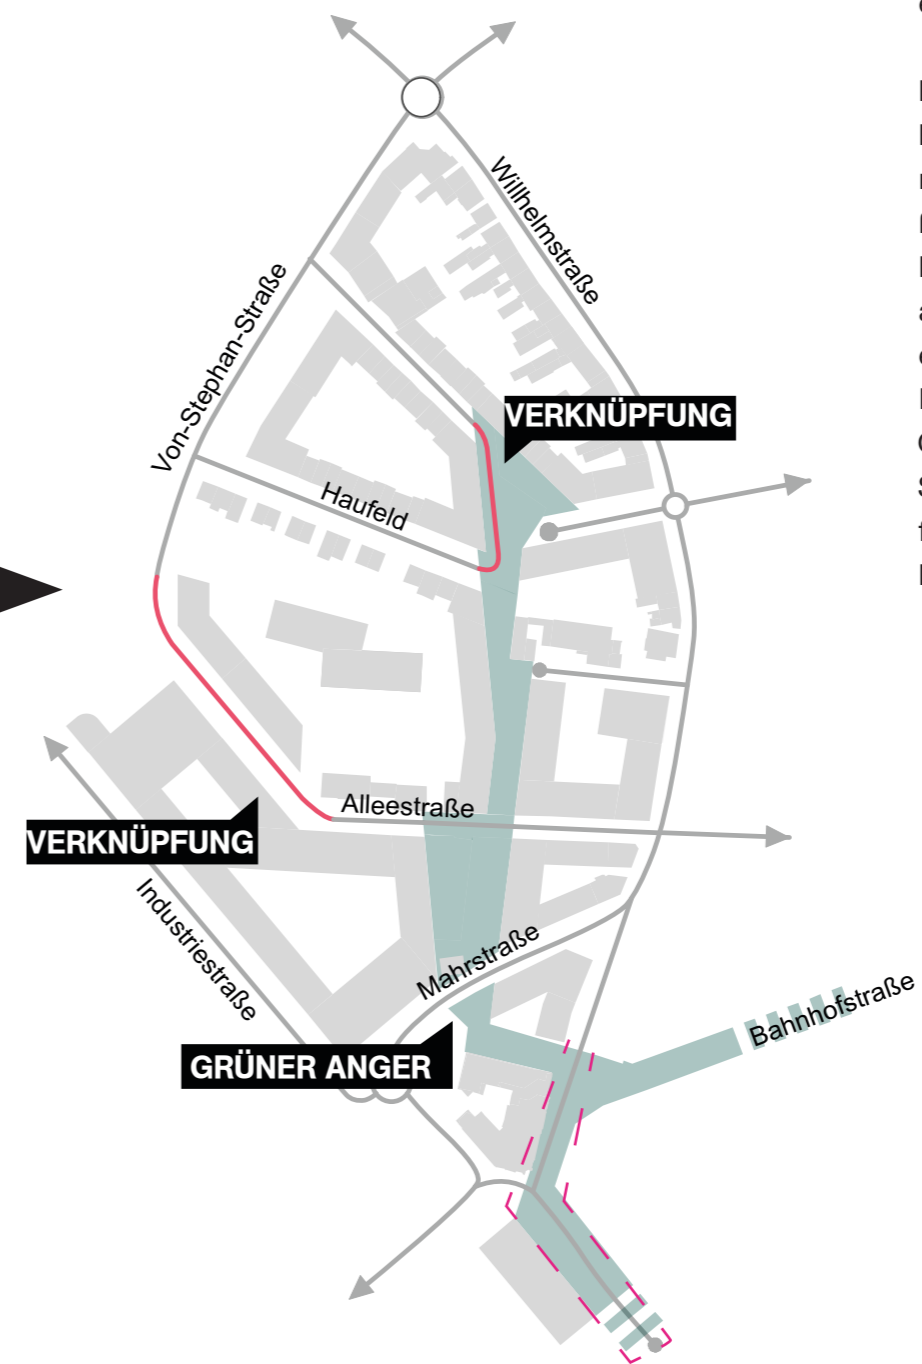 Willhelmstraße
Von-Stephan-Straße
VERKNÜPFUNG
Haufeld
Alleestraße
VERKNÜPFUNG
Industriestraße
Mahrstraße
Bahnhofstraße
GRÜNER ANGER